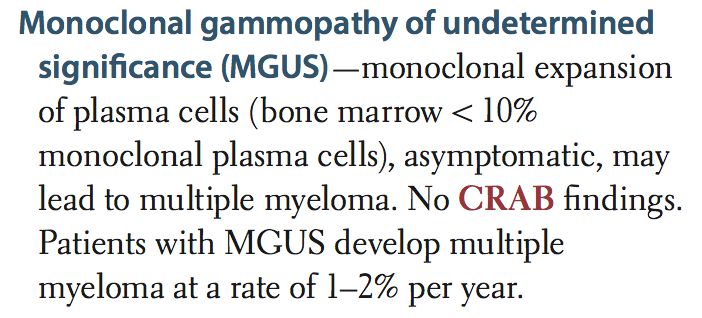 Monoclonal gammopathy of undetermined
significance (MGUS)—monoclonal expansion
of plasma cells (bone marrow < 10%
monoclonal plasma cells), asymptomatic, may
lead to multiple myeloma. No CRAB findings.
Patients with MGUS develop multiple
myeloma at a rate of 1–2% per year.